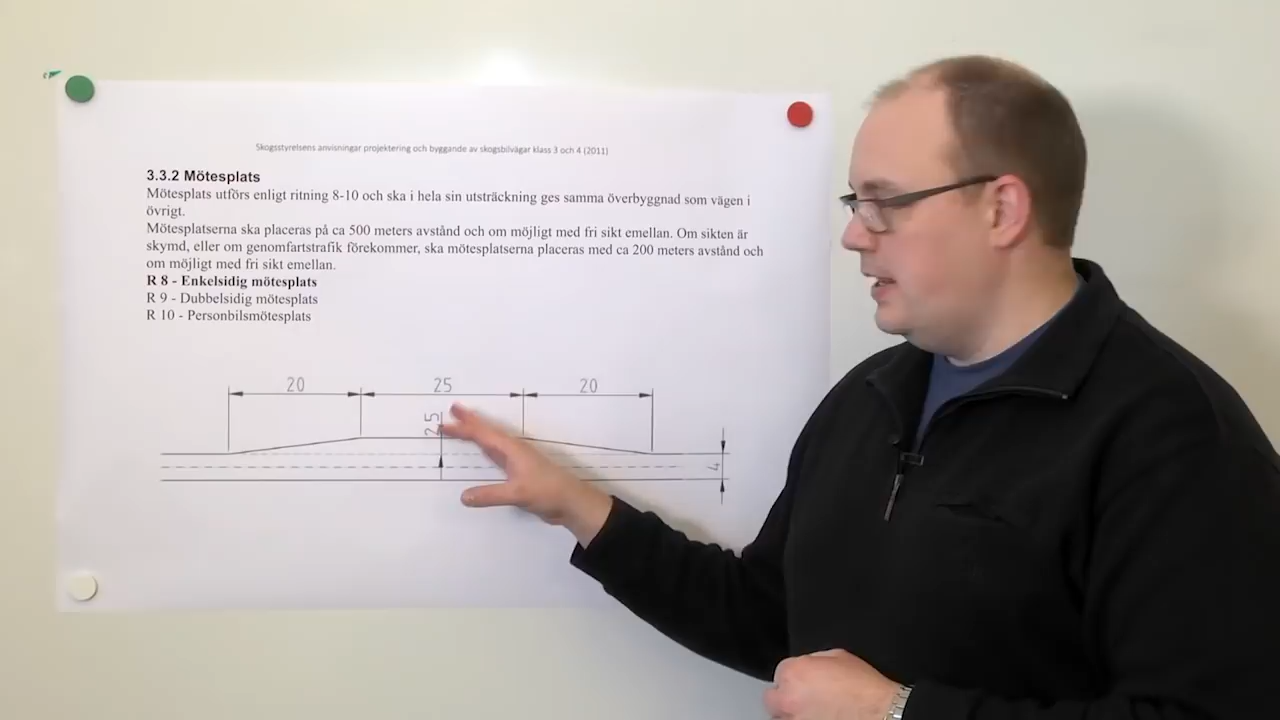 Skogsstyrelsens anvisningar projektering och byggande av skogsbilvägar klass 3 och 4 (2011)
3.3.2 Mötesplats
Mötesplats utförs enligt ritning 8-10 och ska i hela sin utsträckning ges samma överbyggnad som vägen i
övrigt.
Mötesplatserna ska placeras på ca 500 meters avstånd och om möjligt med fri sikt emellan. Om sikten är
skymd, eller om genomfartstrafik förekommer, ska mötesplatserna placeras med ca 200 meters avstånd och
om möjligt med fri sikt emellan.
R 8 - Enkelsidig mötesplats
R 9 - Dubbelsidig mötesplats
R 10 - Personbilsmötesplats
20 25 20
4